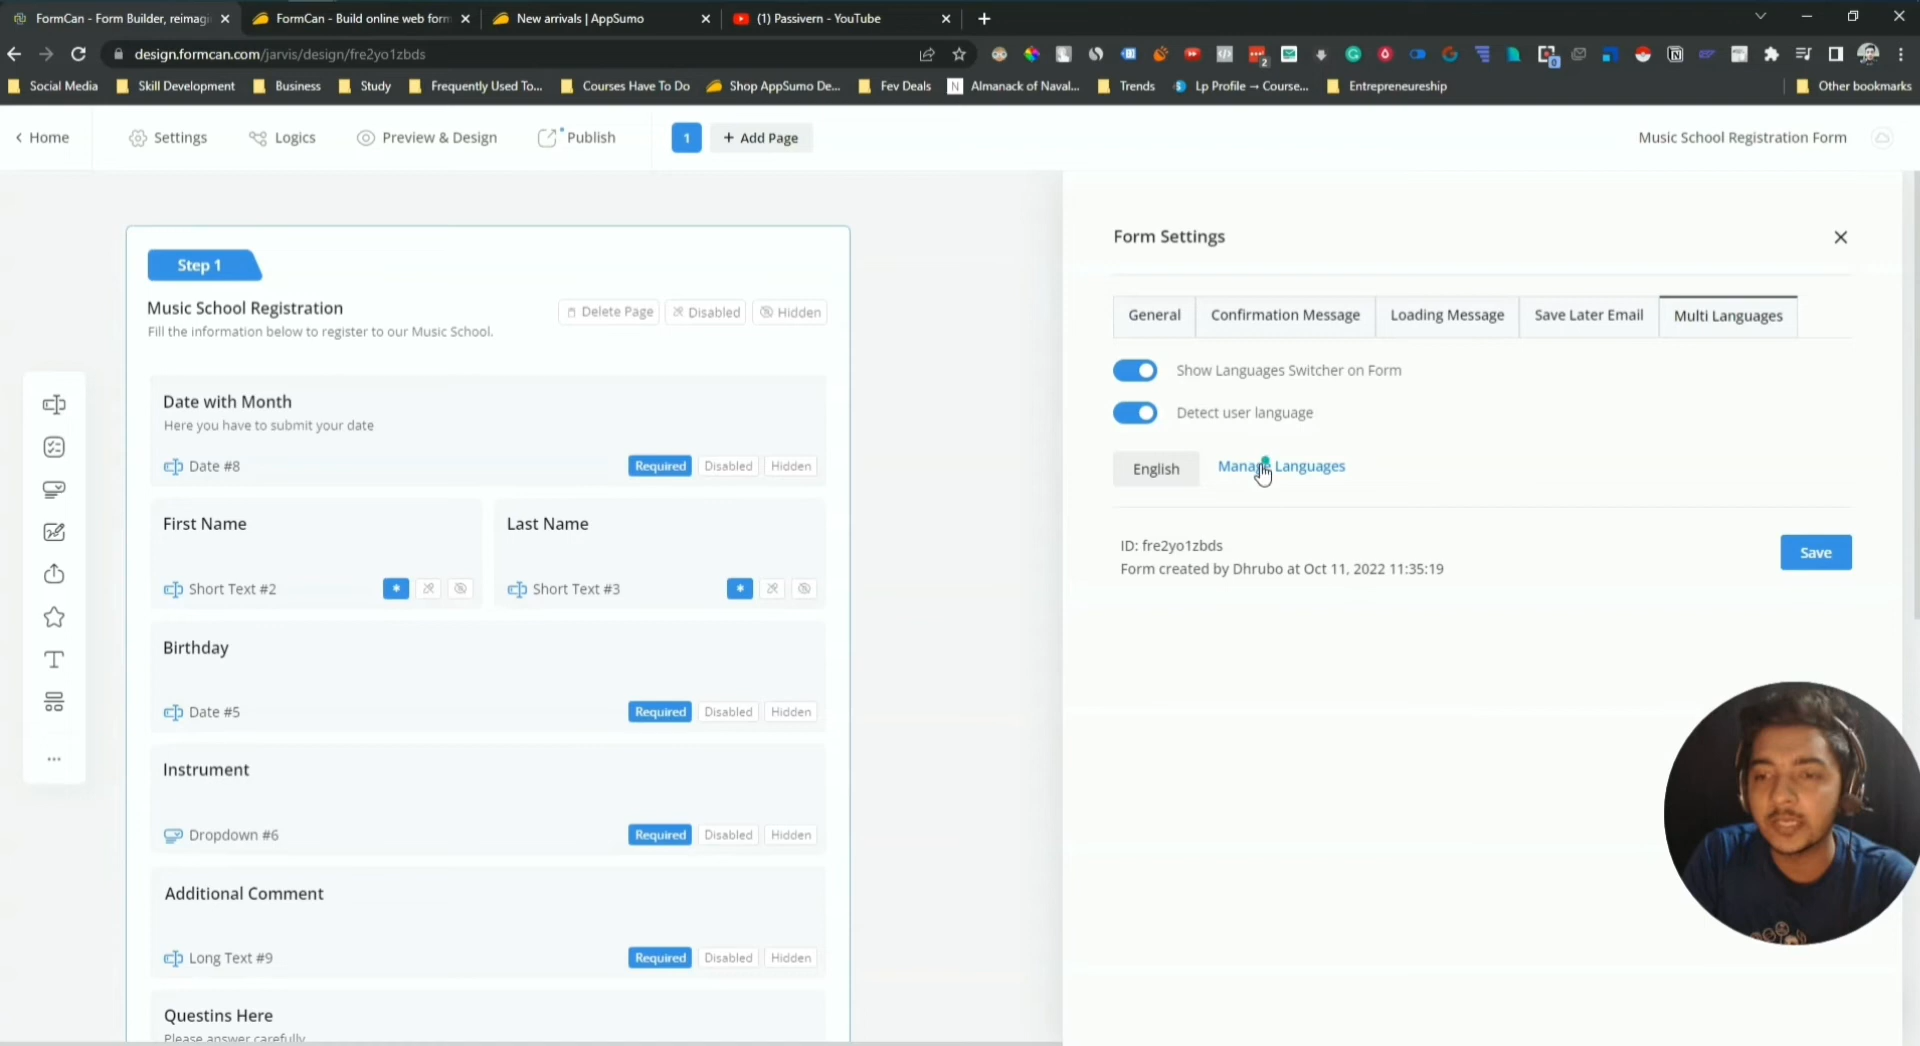 FormCan - Form Builder, reimagi
FormCan - Build online web form
New arrivals | AppSumo
(1) Passivern - YouTube
design.formcan.com/jarvis/design/fre2yo1zbds
Social Media
Skill Development
Business
Study
Frequently Used To...
Courses Have To Do
Shop AppSumo De...
Fev Deals
Almanack of Naval...
Trends
Lp Profile → Course...
Entrepreneureship
Other bookmarks
Home
Settings
Logics
Preview & Design
Publish
1
+ Add Page
Music School Registration Form
Step 1
Music School Registration
Fill the information below to register to our Music School.
Delete Page
Disabled
Hidden
Date with Month
Here you have to submit your date
Date #8
Required
Disabled
Hidden
First Name
Short Text #2
*
Last Name
Short Text #3
*
Birthday
Date #5
Required
Disabled
Hidden
Instrument
Dropdown #6
Required
Disabled
Hidden
Additional Comment
Long Text #9
Required
Disabled
Hidden
Questins Here
Please answer carefully
Form Settings
General
Confirmation Message
Loading Message
Save Later Email
Multi Languages
Show Languages Switcher on Form
Detect user language
English
Manage Languages
ID: fre2yo1zbds
Form created by Dhrubo at Oct 11, 2022 11:35:19
Save